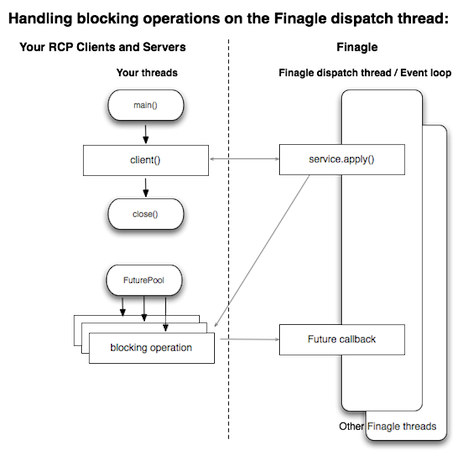 Handling blocking operations on the Finagle dispatch thread:
Your RCP Clients and Servers
Finagle
Your threads
Finagle dispatch thread / Event loop
main()
client()
service.apply()
close()
FuturePool
blocking operation
Future callback
Other Finagle threads